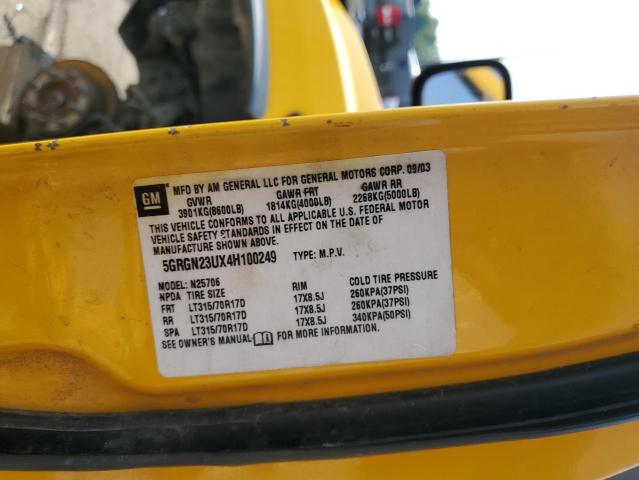 GM
MFD BY AM GENERAL LLC FOR GENERAL MOTORS CORP. 09/03
GVWR GAWR FRT GAWR RR
3901KG(8600LB) 1814KG(4000LB) 2268KG(5000LB)
THIS VEHICLE CONFORMS TO ALL APPLICABLE U.S. FEDERAL MOTOR
VEHICLE SAFETY STANDARDS IN EFFECT ON THE DATE OF
MANUFACTURE SHOWN ABOVE.
5GRGN23UX4H100249 TYPE: M.P.V.
MODEL: N25706
NPDA TIRE SIZE RIM COLD TIRE PRESSURE
FRT LT315/70R17D 17X8.5J 260KPA(37PSI)
RR LT315/70R17D 17X8.5J 260KPA(37PSI)
SPA LT315/70R17D 17X8.5J 340KPA(50PSI)
SEE OWNER'S MANUAL FOR MORE INFORMATION.